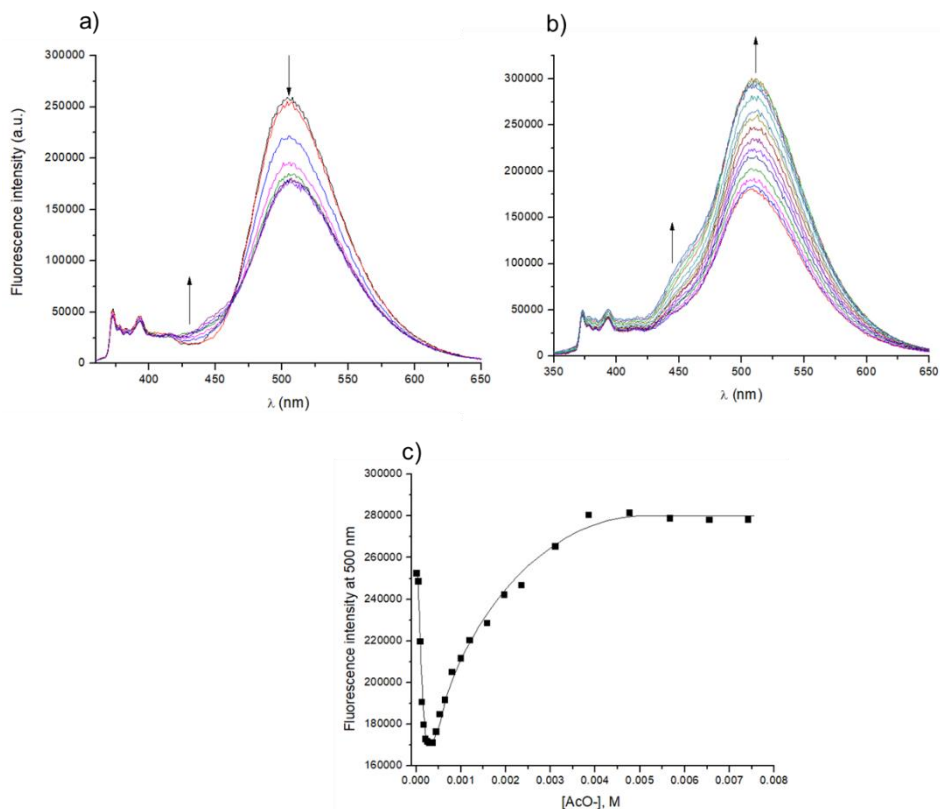 a)
300000
250000
200000
150000
100000
50000
0
Fluorescence intensity (a.u.)
400 450 500 550 600 650
λ (nm)
b)
300000
250000
200000
150000
100000
50000
0
350 400 450 500 550 600 650
λ (nm)
c)
300000
280000
260000
240000
220000
200000
180000
160000
Fluorescence intensity at 500 nm
0.000 0.001 0.002 0.003 0.004 0.005 0.006 0.007 0.008
[AcO-], M